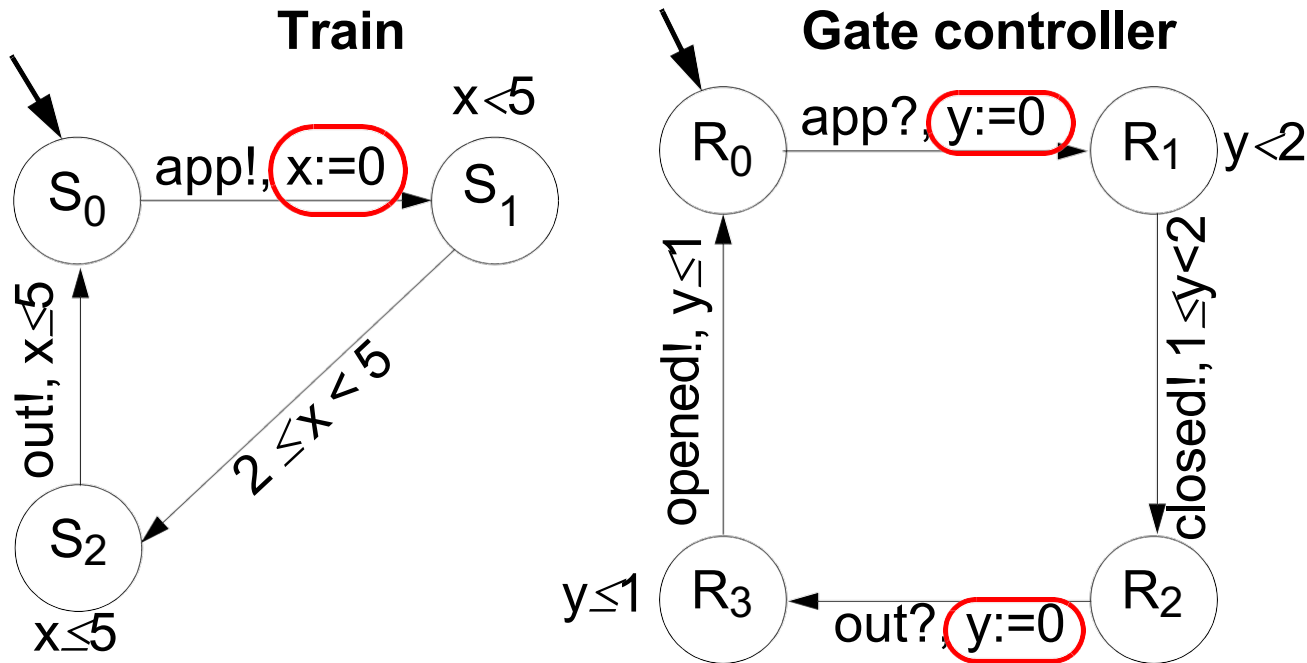 Train
x<5
S0
app!, x:=0
S1
out!, x≤5
2 ≤x < 5
S2
x≤5
Gate controller
R0
app?, y:=0
R1
y<2
opened!, y≤1
closed!, 1≤y<2
y≤1
R3
out?, y:=0
R2